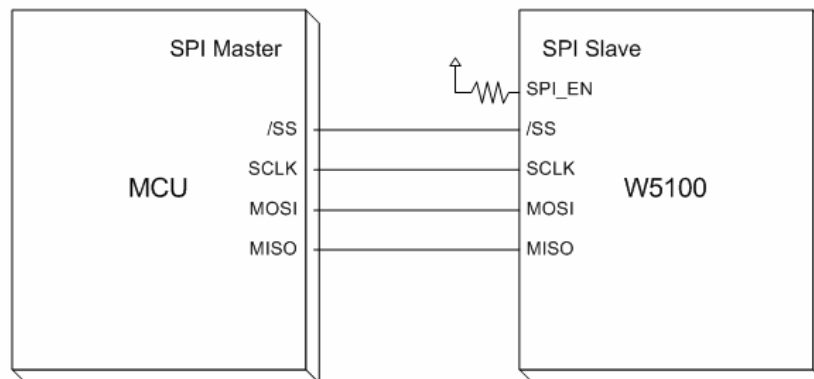 SPI Master
/SS
SCLK
MCU
MOSI
MISO
SPI Slave
SPI_EN
/SS
SCLK
W5100
MOSI
MISO